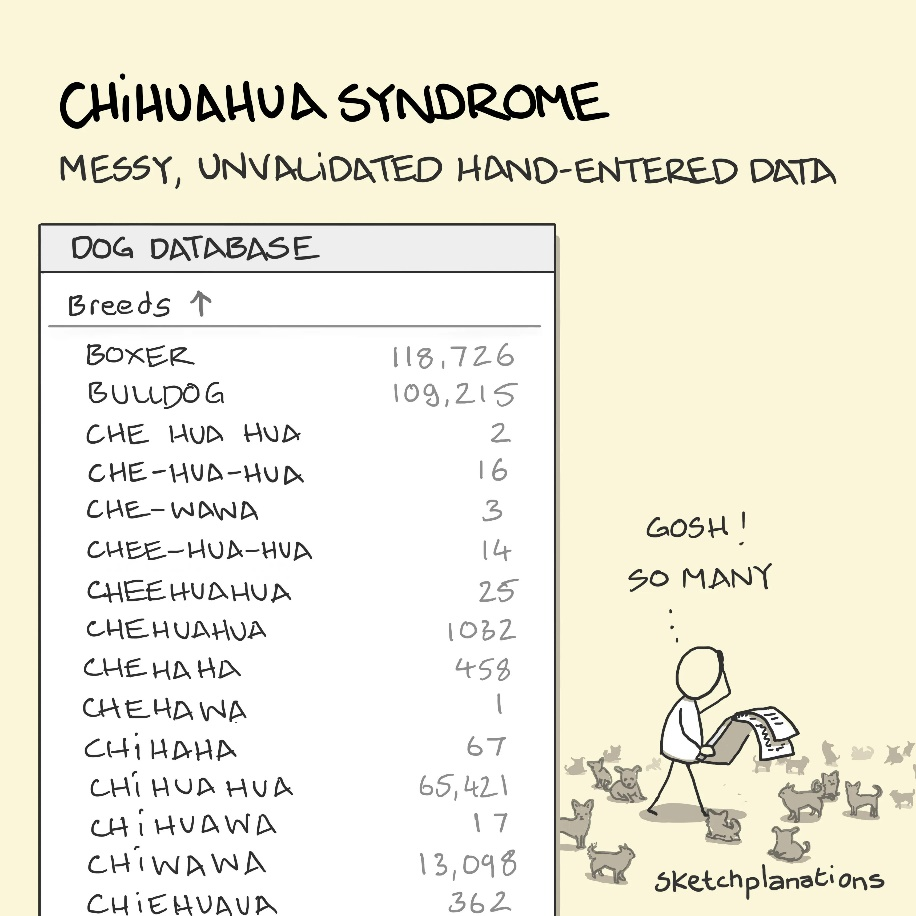 CHiHUAHUA SYNDROME
MESSY, UNVALiDATED HAND-ENTERED DATA
DOG DATABASE
Breeds ↑
BOXER 118,726
BULLDOG 109,215
CHE HUA HUA 2
CHE-HUA-HUA 16
CHE-WAWA 3
CHEE-HUA-HUA 14
CHEEHUAHUA 25
CHEHUAHUA 1032
CHEHAHA 458
CHEHAWA 1
CHiHAHA 67
CHiHUAHUA 65,421
CHiHUAWA 17
CHiWAWA 13,098
CHiEHUAUA 362
GOSH!
SO MANY
sketchplanations